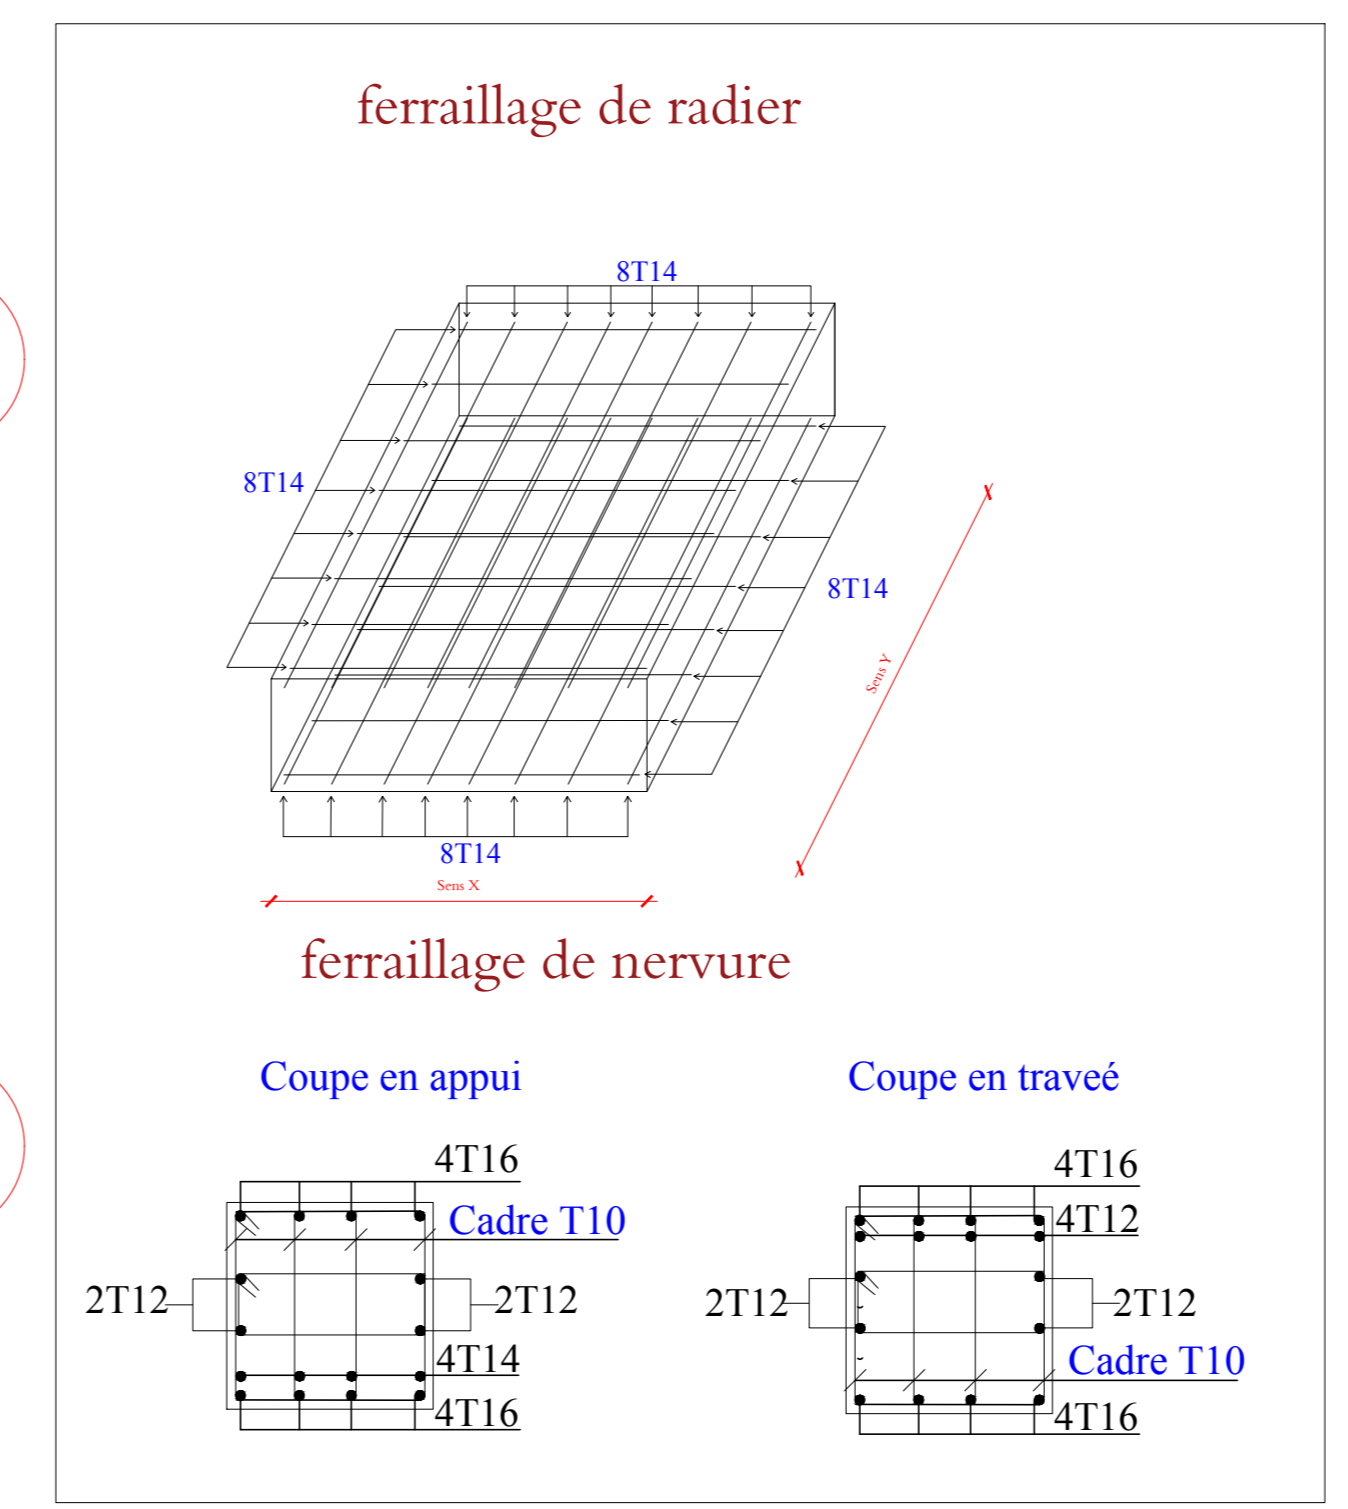 ferraillage de radier
8T14
8T14
8T14
Sens Y
8T14
Sens X
ferraillage de nervure
Coupe en appui
Coupe en traveé
4T16
4T16
Cadre T10
4T12
2T12
2T12
2T12
2T12
4T14
Cadre T10
4T16
4T16